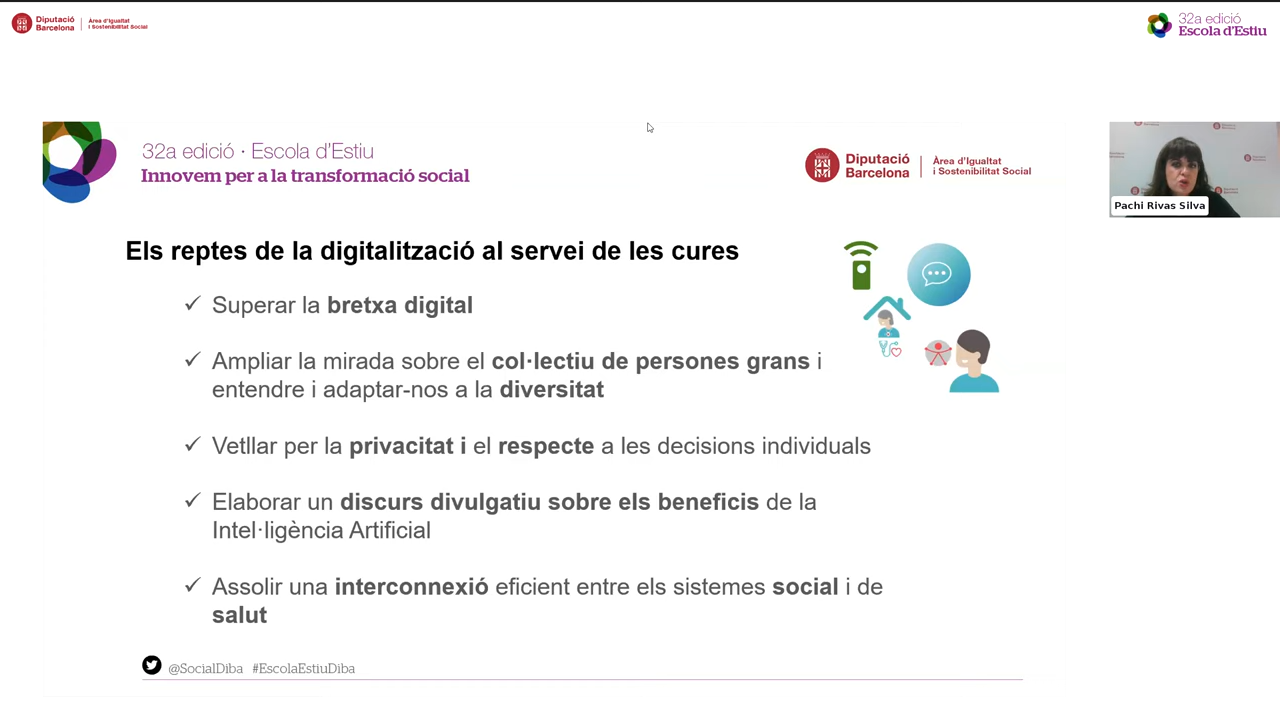 Diputació
Barcelona
Àrea d'Igualtat
i Sostenibilitat Social
32a edició
Escola d'Estiu
32a edició · Escola d'Estiu
Innovem per a la transformació social
Diputació
Barcelona
Àrea d'Igualtat
i Sostenibilitat Social
Pachi Rivas Silva
Els reptes de la digitalització al servei de les cures
✓ Superar la bretxa digital
✓ Ampliar la mirada sobre el col·lectiu de persones grans i
entendre i adaptar-nos a la diversitat
✓ Vetllar per la privacitat i el respecte a les decisions individuals
✓ Elaborar un discurs divulgatiu sobre els beneficis de la
Intel·ligència Artificial
✓ Assolir una interconnexió eficient entre els sistemes social i de
salut
@SocialDiba #EscolaEstiuDiba